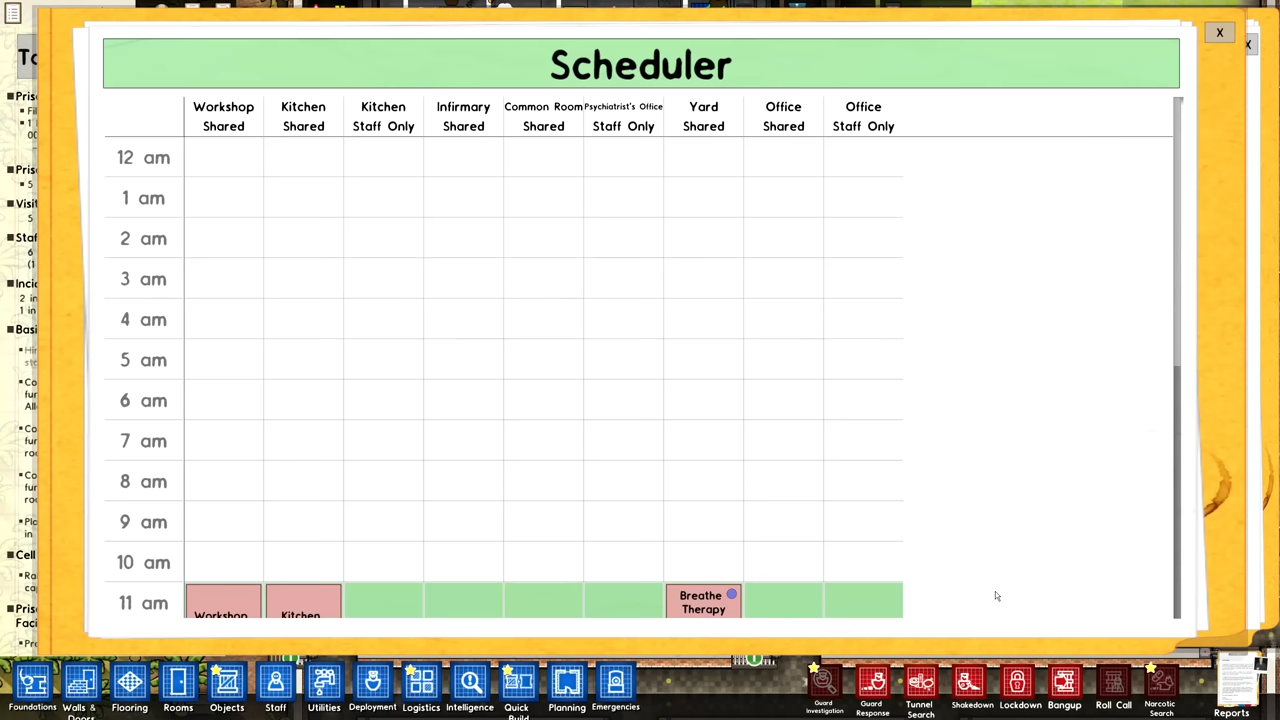 Scheduler
X
X
Workshop Shared
Kitchen Shared
Kitchen Staff Only
Infirmary Shared
Common Room Shared
Psychiatrist's Office Staff Only
Yard Shared
Office Shared
Office Staff Only
12 am
1 am
2 am
3 am
4 am
5 am
6 am
7 am
8 am
9 am
10 am
11 am
Workshop
Kitchen
Breathe
Therapy
Foundations
Walls &
Doors
Flooring
Rooms
Objects
Staff
Utilities
Deployment
Logistics
Intelligence
Quick
Build
Planning
Emergencies
Guard
Investigation
Guard
Response
Tunnel
Search
Shakedown
Lockdown
Bangup
Roll Call
Narcotic
Search
Reports